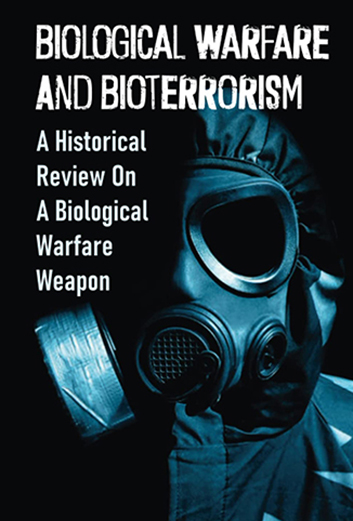 BIOLOGICAL WARFARE
AND BIOTERRORISM
A Historical
Review On
A Biological
Warfare
Weapon